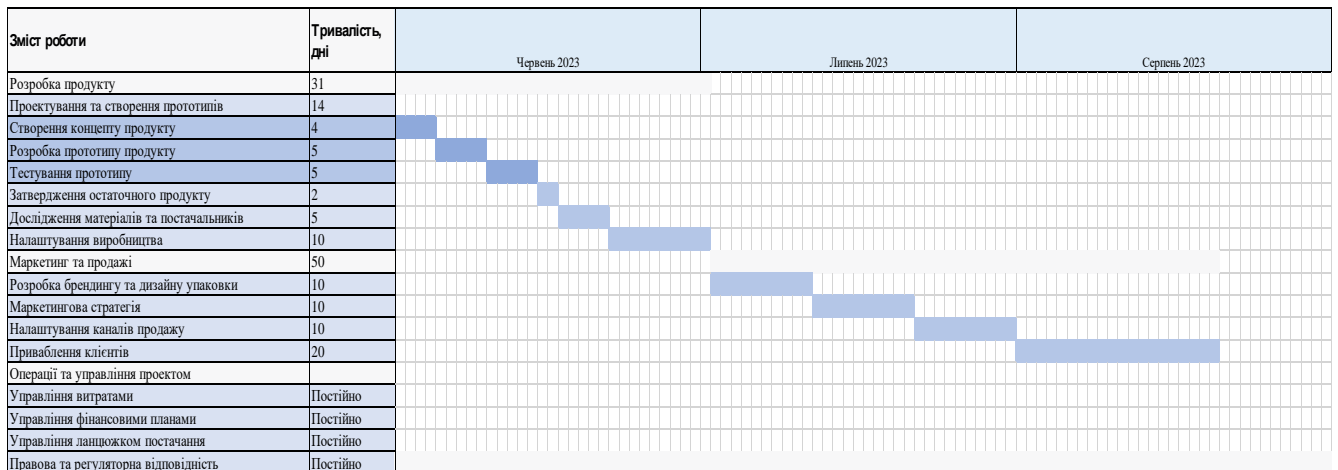 Зміст роботи
Тривалість,
дні
Червень 2023
Липень 2023
Серпень 2023
Розробка продукту 31
Проектування та створення прототипів 14
Створення концепту продукту 4
Розробка прототипу продукту 5
Тестування прототипу 5
Затвердження остаточного продукту 2
Дослідження матеріалів та постачальників 5
Налаштування виробництва 10
Маркетинг та продажі 50
Розробка брендингу та дизайну упаковки 10
Маркетингова стратегія 10
Налаштування каналів продажу 10
Приваблення клієнтів 20
Операції та управління проектом
Управління витратами Постійно
Управління фінансовими планами Постійно
Управління ланцюжком постачання Постійно
Правова та регуляторна відповідність Постійно